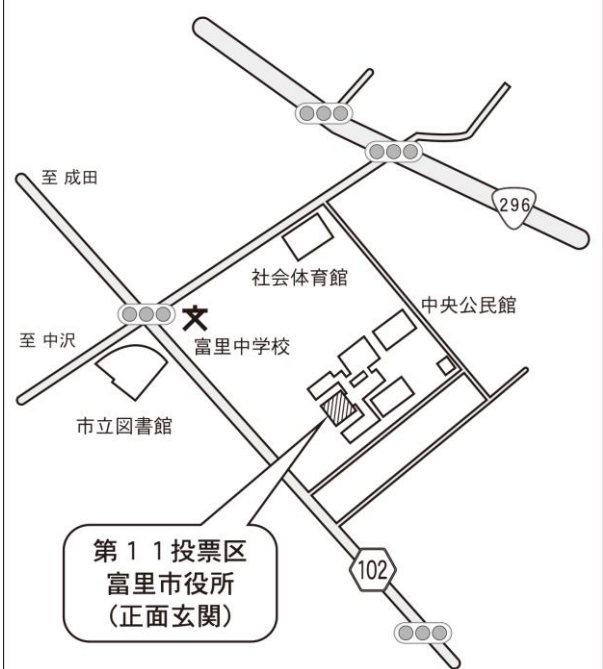 至 成田
296
社会体育館
中央公民館
至 中沢
富里中学校
市立図書館
第１１投票区
富里市役所
(正面玄関)
102